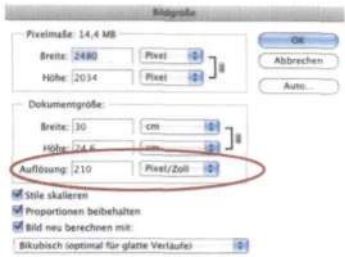 Bildgröße
Pixelmaße: 14,4 MB
Breite: 2480 Pixel
Höhe: 2034 Pixel
OK
Abbrechen
Auto...
Dokumentgröße:
Breite: 30 cm
Höhe: 24,6 cm
Auflösung: 210 Pixel/Zoll
Stile skalieren
Proportionen beibehalten
Bild neu berechnen mit:
Bikubisch (optimal für glatte Verläufe)